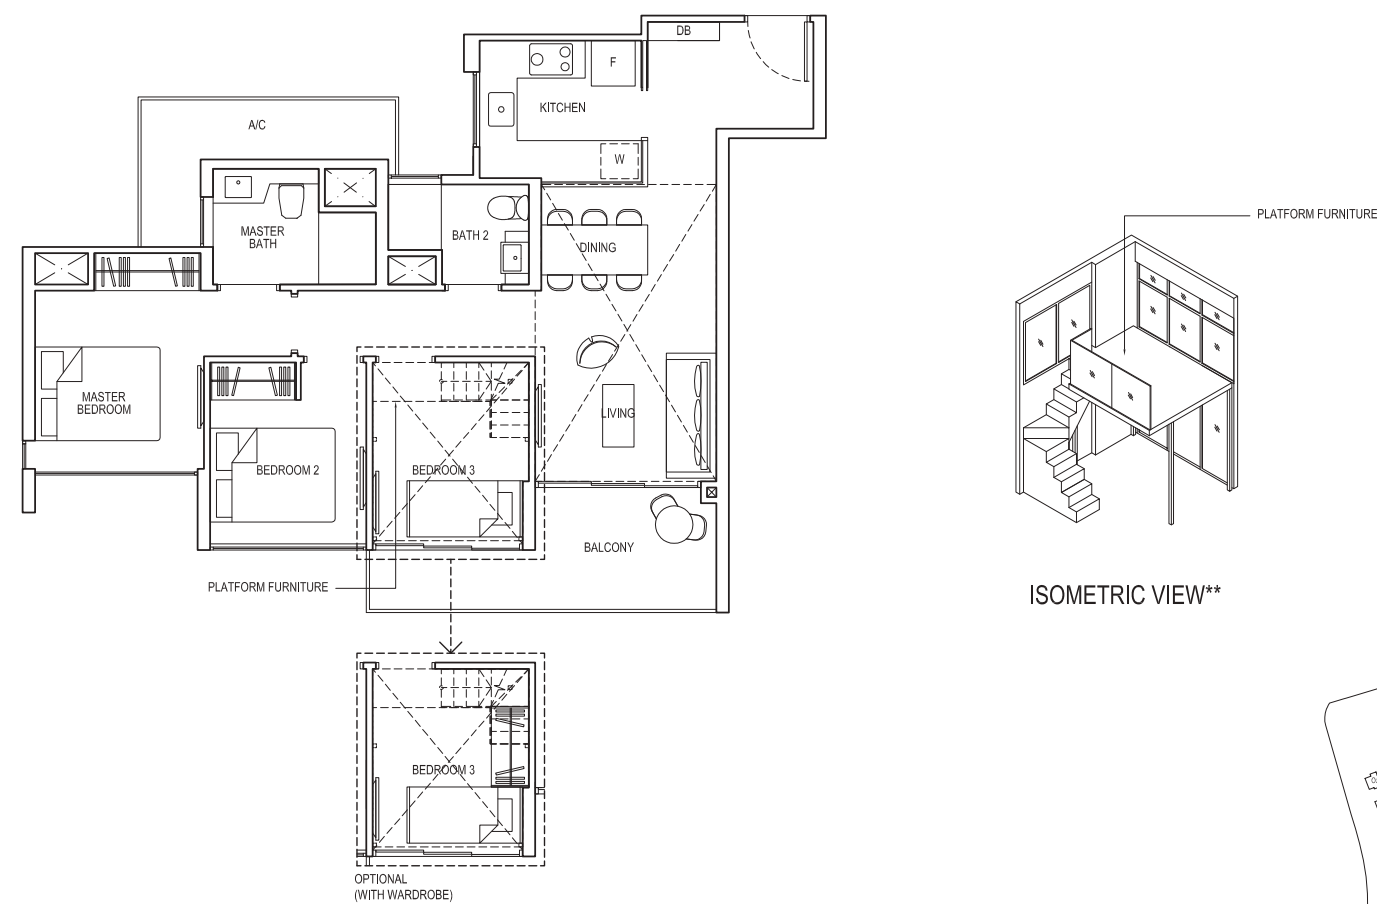 DB
F
KITCHEN
A/C
W
PLATFORM FURNITURE
MASTER
BATH
BATH 2
DINING
MASTER
BEDROOM
LIVING
BEDROOM 2
BEDROOM 3
BALCONY
PLATFORM FURNITURE
ISOMETRIC VIEW**
BEDROOM 3
OPTIONAL
(WITH WARDROBE)